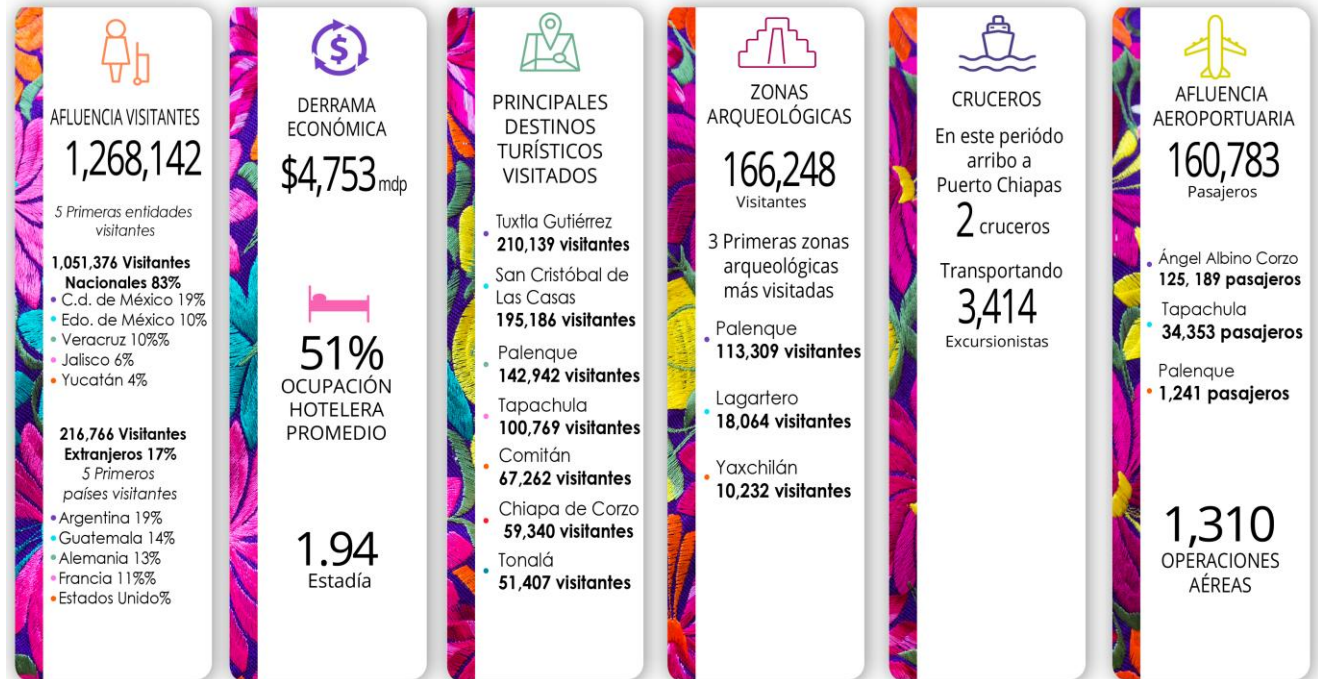 AFLUENCIA VISITANTES
1,268,142
5 Primeras entidades
visitantes
1,051,376 Visitantes
Nacionales 83%
C.d. de México 19%
Edo. de México 10%
Veracruz 10%%
Jalisco 6%
Yucatán 4%
216,766 Visitantes
Extranjeros 17%
5 Primeros
países visitantes
Argentina 19%
Guatemala 14%
Alemania 13%
Francia 11%%
Estados Unido%
$
DERRAMA
ECONÓMICA
$4,753 mdp
51%
OCUPACIÓN
HOTELERA
PROMEDIO
1.94
Estadía
PRINCIPALES
DESTINOS
TURÍSTICOS
VISITADOS
Tuxtla Gutiérrez
210,139 visitantes
San Cristóbal de
Las Casas
195,186 visitantes
Palenque
142,942 visitantes
Tapachula
100,769 visitantes
Comitán
67,262 visitantes
Chiapa de Corzo
59,340 visitantes
Tonalá
51,407 visitantes
ZONAS
ARQUEOLÓGICAS
166,248
Visitantes
3 Primeras zonas
arqueológicas
más visitadas
Palenque
113,309 visitantes
Lagartero
18,064 visitantes
Yaxchilán
10,232 visitantes
CRUCEROS
En este periódo
arribo a
Puerto Chiapas
2 cruceros
Transportando
3,414
Excursionistas
AFLUENCIA
AEROPORTUARIA
160,783
Pasajeros
Ángel Albino Corzo
125, 189 pasajeros
Tapachula
34,353 pasajeros
Palenque
1,241 pasajeros
1,310
OPERACIONES
AÉREAS